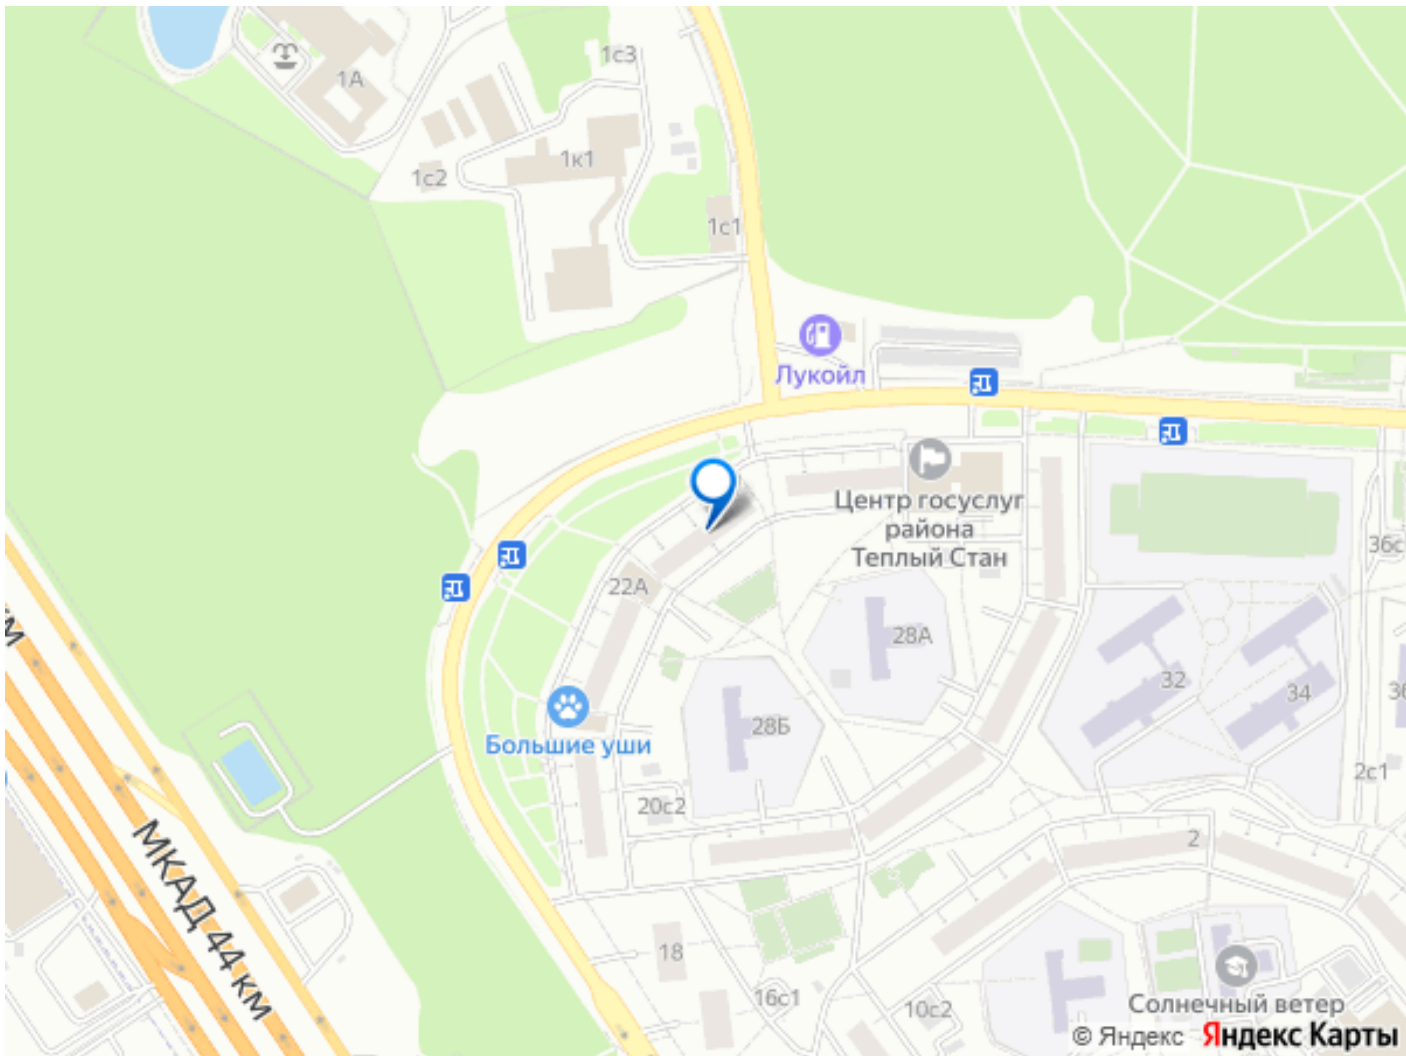 1с3
1А
1к1
1с2
1с1
Лукойл
Центр госуслуг
района
Теплый Стан
36с
22А
28А
32
34
28Б
Большие уши
2с1
20с2
2
МКАД 44 км
км
18
16с1
10с2
Солнечный ветер
© Яндекс Яндекс Карты